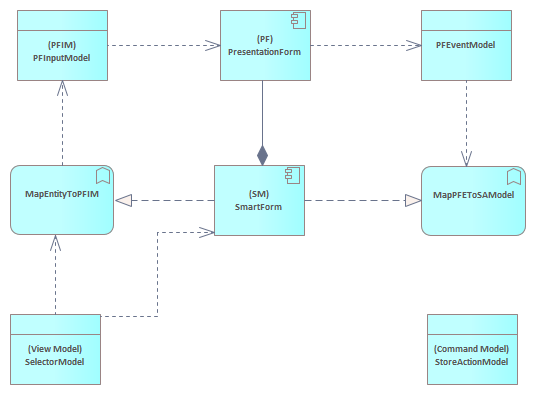 (PFIM)
PFInputModel
(PF)
PresentationForm
PFEventModel
MapEntityToPFIM
(SM)
SmartForm
MapPFEToSAModel
(View Model)
SelectorModel
(Command Model)
StoreActionModel